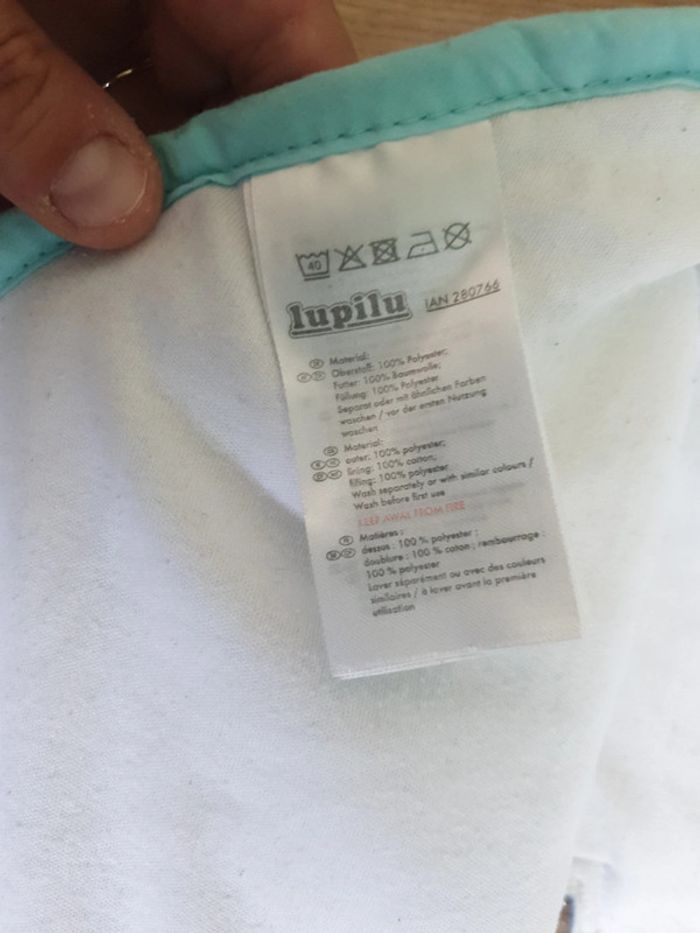 40
lupilu IAN 280766
Material:
Oberstoff: 100% Polyester;
Futter: 100% Baumwolle;
Füllung: 100% Polyester
Separat oder mit ähnlichen Farben
waschen / vor der ersten Nutzung
waschen
Material:
outer: 100% polyester;
lining: 100% cotton;
filling: 100% polyester
Wash separately or with similar colours /
Wash before first use
KEEP AWAY FROM FIRE
Matières :
dessus : 100 % polyester ;
doublure : 100 % coton ; rembourrage :
100 % polyester
Laver séparément ou avec des couleurs
similaires / à laver avant la première
utilisation